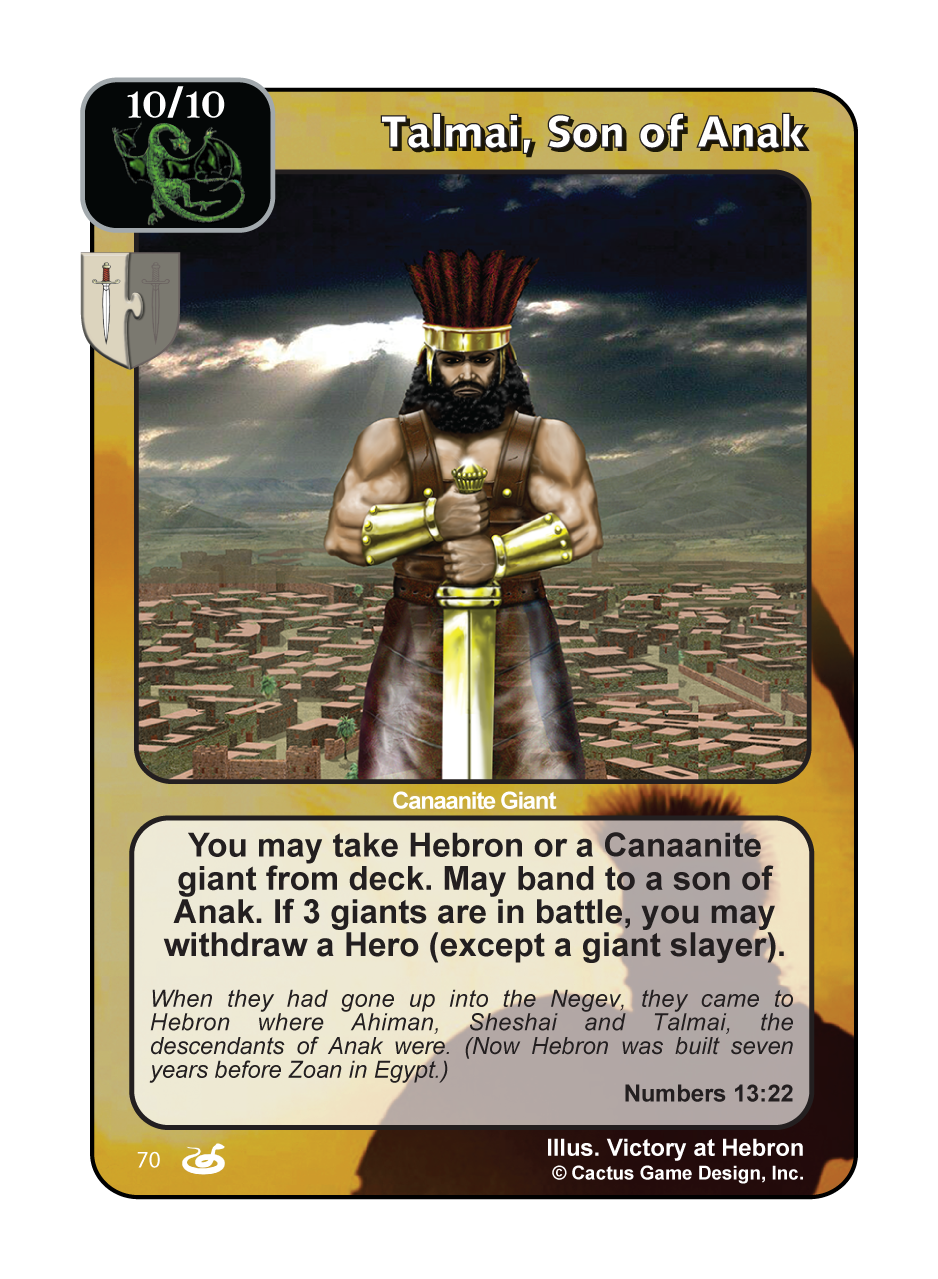 10/10
Talmai, Son of Anak
Canaanite Giant
You may take Hebron or a Canaanite
giant from deck. May band to a son of
Anak. If 3 giants are in battle, you may
withdraw a Hero (except a giant slayer).
When they had gone up into the Negev, they came to
Hebron where Ahiman, Sheshai and Talmai, the
descendants of Anak were. (Now Hebron was built seven
years before Zoan in Egypt.)
Numbers 13:22
70
Illus. Victory at Hebron
© Cactus Game Design, Inc.